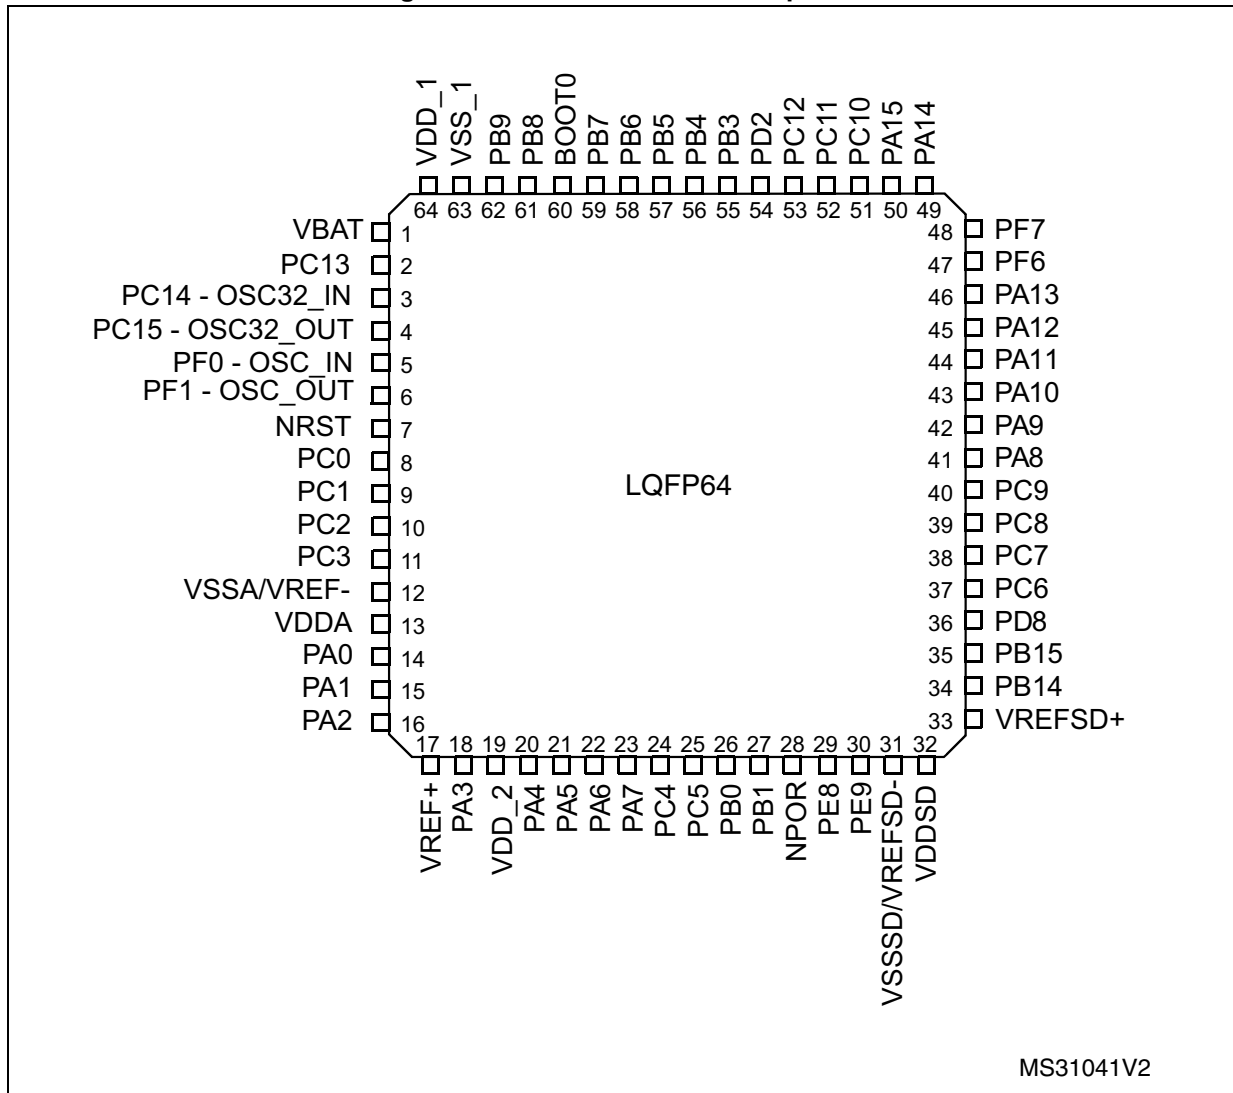 VDD_1
VSS_1
PB9
PB8
BOOT0
PB7
PB6
PB5
PB4
PB3
PD2
PC12
PC11
PC10
PA15
PA14
64 63 62 61 60 59 58 57 56 55 54 53 52 51 50 49
VBAT 1
PC13 2
PC14 - OSC32_IN 3
PC15 - OSC32_OUT 4
PF0 - OSC_IN 5
PF1 - OSC_OUT 6
NRST 7
PC0 8
PC1 9
PC2 10
PC3 11
VSSA/VREF- 12
VDDA 13
PA0 14
PA1 15
PA2 16
LQFP64
48 PF7
47 PF6
46 PA13
45 PA12
44 PA11
43 PA10
42 PA9
41 PA8
40 PC9
39 PC8
38 PC7
37 PC6
36 PD8
35 PB15
34 PB14
33 VREFSD+
17 18 19 20 21 22 23 24 25 26 27 28 29 30 31 32
VREF+
PA3
VDD_2
PA4
PA5
PA6
PA7
PC4
PC5
PB0
PB1
NPOR
PE8
PE9
VSSSD/VREFSD-
VDDSD
MS31041V2